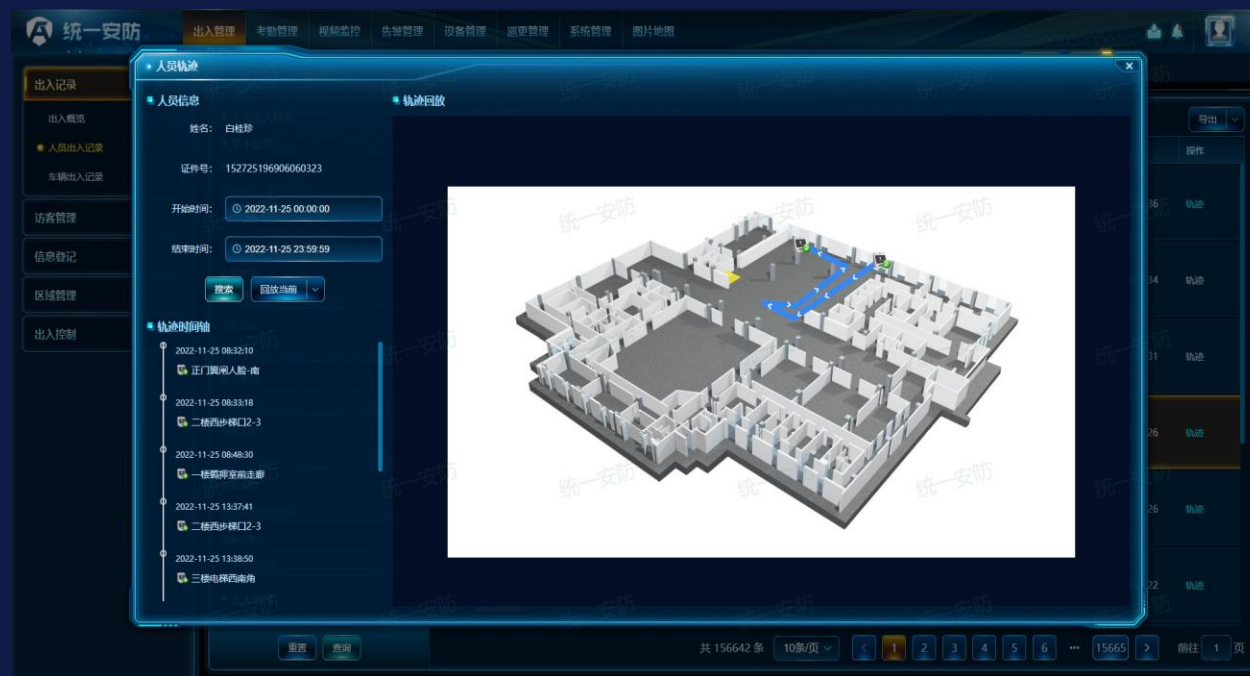 统一安防
出入管理 考勤管理 视频监控 告警管理 设备管理 巡更管理 系统管理 图片地图
出入记录
出入概览
人员出入记录
车辆出入记录
访客管理
信息登记
区域管理
出入控制
人员轨迹
人员信息
姓名： 白桂珍
证件号： 152725196906060323
开始时间： 2022-11-25 00:00:00
结束时间： 2022-11-25 23:59:59
搜索 回放当前
轨迹时间轴
2022-11-25 08:32:10
正门翼闸人脸-南
2022-11-25 08:33:18
二楼西步梯口2-3
2022-11-25 08:48:30
一楼羁押室前走廊
2022-11-25 13:37:41
二楼西步梯口2-3
2022-11-25 13:38:50
三楼电梯西南角
轨迹回放
统一安防
导出
操作
36 轨迹
34 轨迹
31 轨迹
26 轨迹
26 轨迹
22 轨迹
重置 查询
共 156642 条 10条/页 1 2 3 4 5 6 ••• 15665 前往 1 页